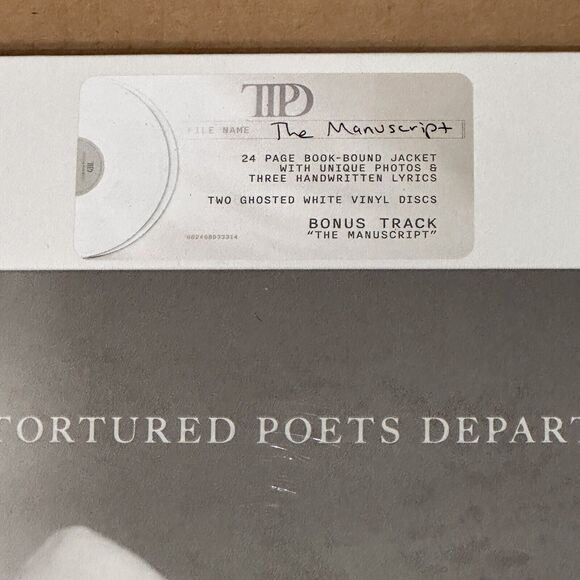 TTPD
FILE NAME The Manuscript
24 PAGE BOOK-BOUND JACKET
WITH UNIQUE PHOTOS &
THREE HANDWRITTEN LYRICS
TWO GHOSTED WHITE VINYL DISCS
BONUS TRACK
"THE MANUSCRIPT"
TORTURED POETS DEPART